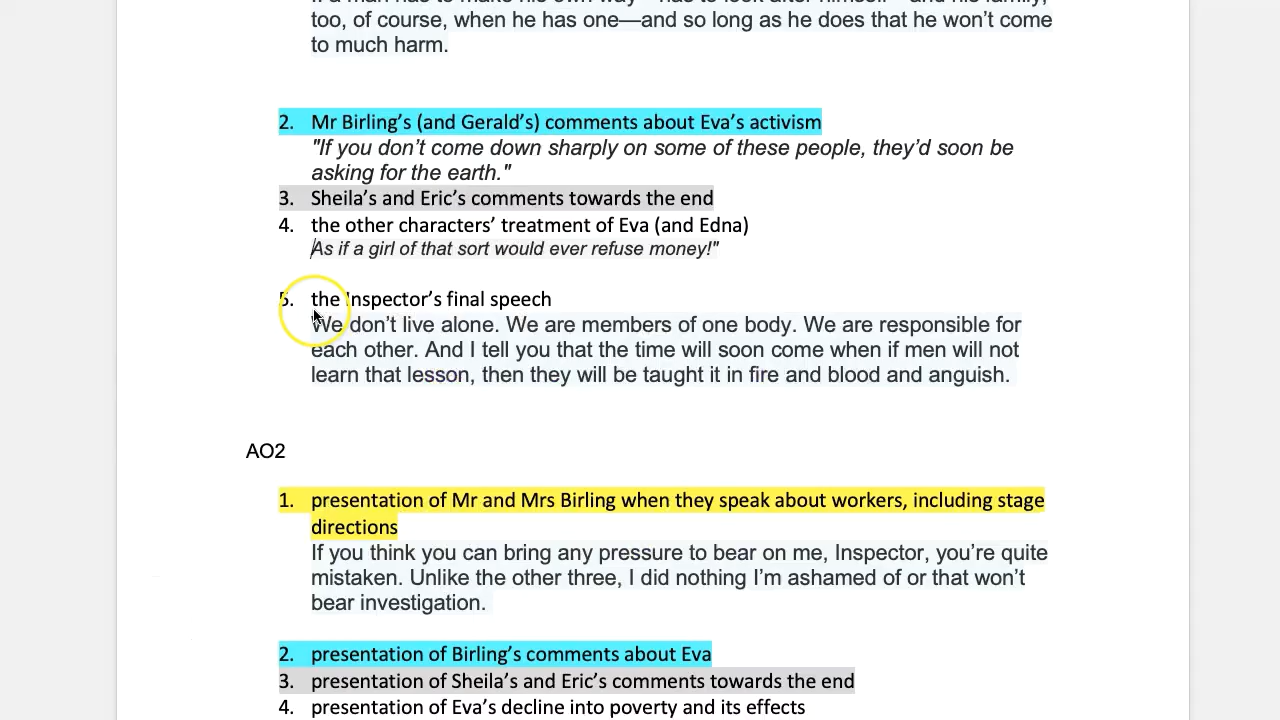 If a man has to make his own way—has to look after himself—and his family,
too, of course, when he has one—and so long as he does that he won’t come
to much harm.
2. Mr Birling’s (and Gerald’s) comments about Eva’s activism
"If you don’t come down sharply on some of these people, they’d soon be
asking for the earth."
3. Sheila’s and Eric’s comments towards the end
4. the other characters’ treatment of Eva (and Edna)
As if a girl of that sort would ever refuse money!"
5. the Inspector’s final speech
We don’t live alone. We are members of one body. We are responsible for
each other. And I tell you that the time will soon come when if men will not
learn that lesson, then they will be taught it in fire and blood and anguish.
AO2
1. presentation of Mr and Mrs Birling when they speak about workers, including stage
directions
If you think you can bring any pressure to bear on me, Inspector, you’re quite
mistaken. Unlike the other three, I did nothing I’m ashamed of or that won’t
bear investigation.
2. presentation of Birling’s comments about Eva
3. presentation of Sheila’s and Eric’s comments towards the end
4. presentation of Eva’s decline into poverty and its effects